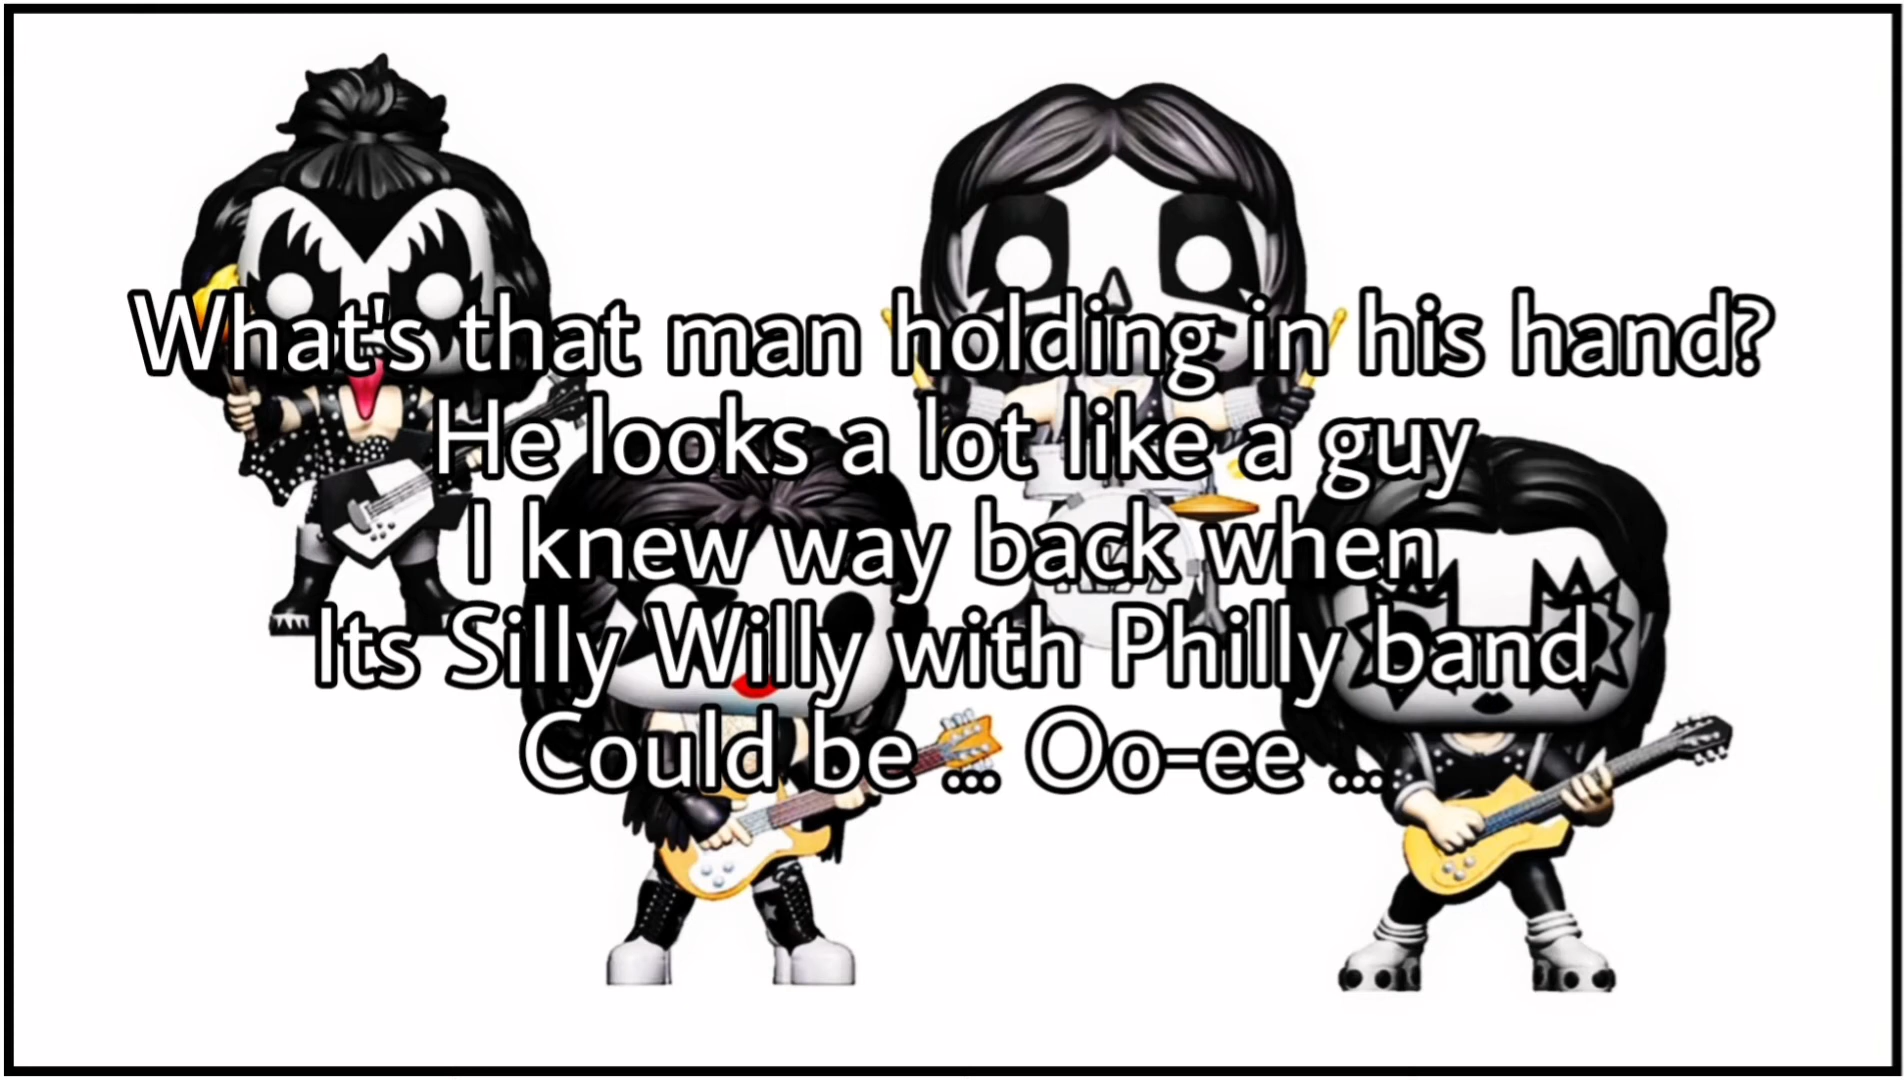 What's that man holding in his hand?
He looks a lot like a guy
I knew way back when
Its Silly Willy with Philly band
Could be ... Oo-ee ...